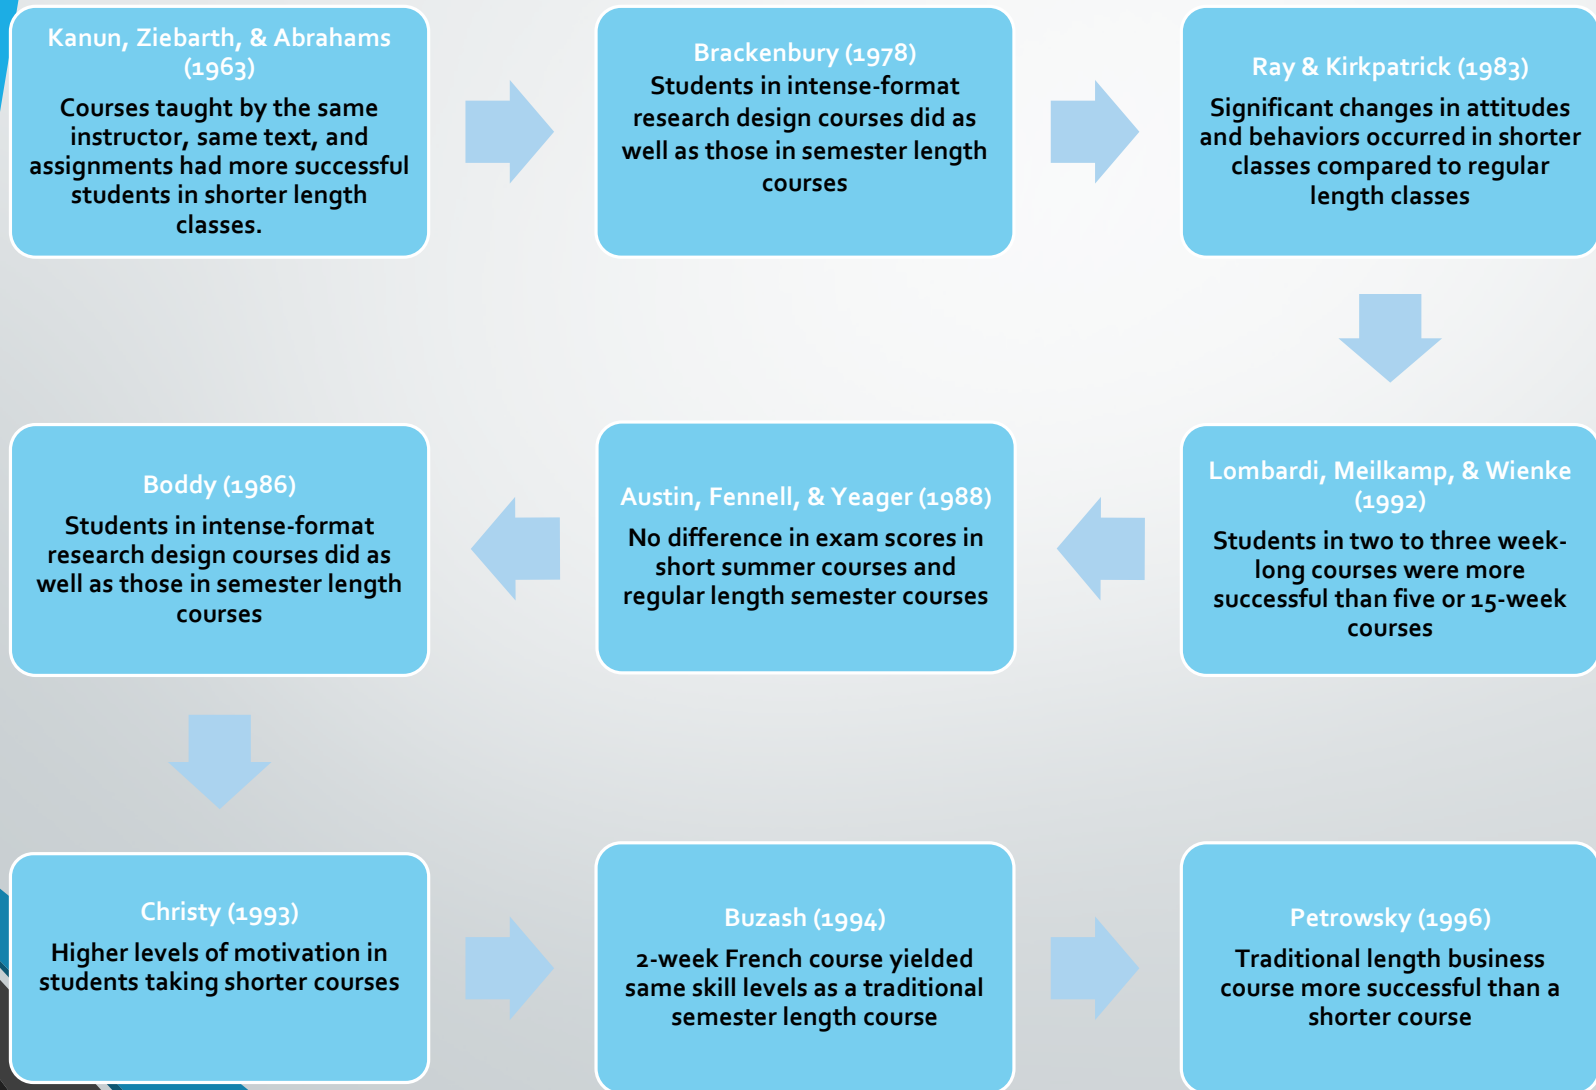 Kanun, Ziebarth, & Abrahams
(1963)
Courses taught by the same
instructor, same text, and
assignments had more successful
students in shorter length
classes.
Brackenbury (1978)
Students in intense-format
research design courses did as
well as those in semester length
courses
Ray & Kirkpatrick (1983)
Significant changes in attitudes
and behaviors occurred in shorter
classes compared to regular
length classes
Lombardi, Meilkamp, & Wienke
(1992)
Students in two to three week-
long courses were more
successful than five or 15-week
courses
Austin, Fennell, & Yeager (1988)
No difference in exam scores in
short summer courses and
regular length semester courses
Boddy (1986)
Students in intense-format
research design courses did as
well as those in semester length
courses
Christy (1993)
Higher levels of motivation in
students taking shorter courses
Buzash (1994)
2-week French course yielded
same skill levels as a traditional
semester length course
Petrowsky (1996)
Traditional length business
course more successful than a
shorter course